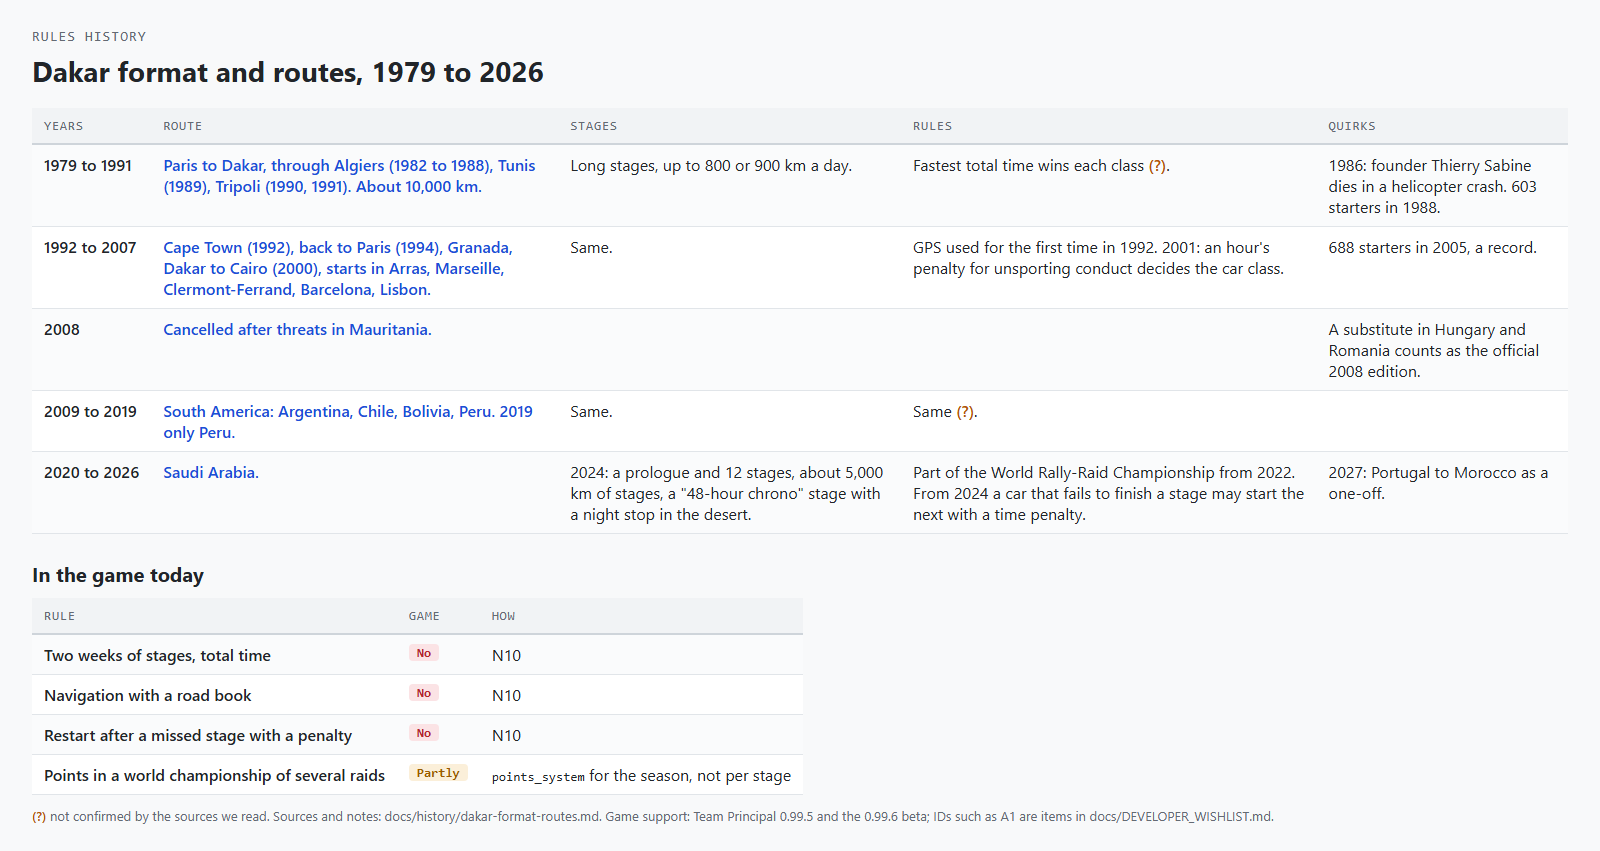 RULES HISTORY
Dakar format and routes, 1979 to 2026
YEARS ROUTE STAGES RULES QUIRKS
1979 to 1991 Paris to Dakar, through Algiers (1982 to 1988), Tunis Long stages, up to 800 or 900 km a day. Fastest total time wins each class (?). 1986: founder Thierry Sabine
(1989), Tripoli (1990, 1991). About 10,000 km. dies in a helicopter crash. 603
starters in 1988.
1992 to 2007 Cape Town (1992), back to Paris (1994), Granada, Same. GPS used for the first time in 1992. 2001: an hour's 688 starters in 2005, a record.
Dakar to Cairo (2000), starts in Arras, Marseille, penalty for unsporting conduct decides the car class.
Clermont-Ferrand, Barcelona, Lisbon.
2008 Cancelled after threats in Mauritania. A substitute in Hungary and
Romania counts as the official
2008 edition.
2009 to 2019 South America: Argentina, Chile, Bolivia, Peru. 2019 Same. Same (?).
only Peru.
2020 to 2026 Saudi Arabia. 2024: a prologue and 12 stages, about 5,000 Part of the World Rally-Raid Championship from 2022. 2027: Portugal to Morocco as a
km of stages, a "48-hour chrono" stage with From 2024 a car that fails to finish a stage may start the one-off.
a night stop in the desert. next with a time penalty.
In the game today
RULE GAME HOW
Two weeks of stages, total time No N10
Navigation with a road book No N10
Restart after a missed stage with a penalty No N10
Points in a world championship of several raids Partly points_system for the season, not per stage
(?) not confirmed by the sources we read. Sources and notes: docs/history/dakar-format-routes.md. Game support: Team Principal 0.99.5 and the 0.99.6 beta; IDs such as A1 are items in docs/DEVELOPER_WISHLIST.md.